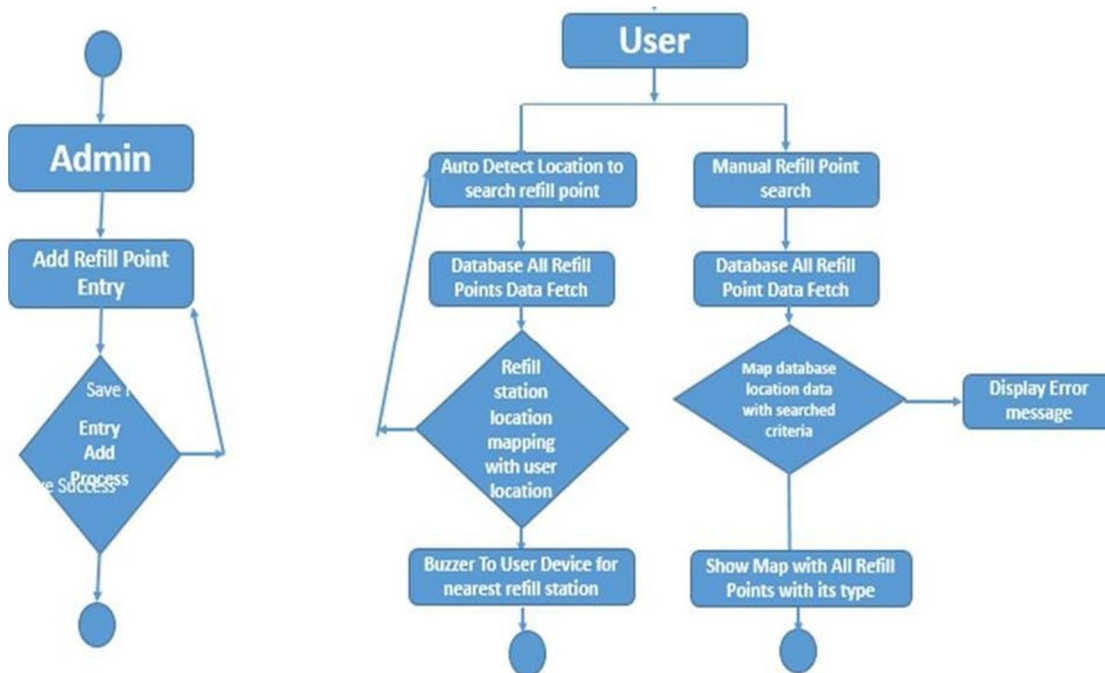 Admin
Add Refill Point
Entry
Save
Entry
Add
Process
Success
User
Auto Detect Location to
search refill point
Database All Refill
Points Data Fetch
Refill
station
location
mapping
with user
location
Buzzer To User Device for
nearest refill station
Manual Refill Point
search
Database All Refill
Point Data Fetch
Map database
location data
with searched
criteria
Display Error
message
Show Map with All Refill
Points with its type